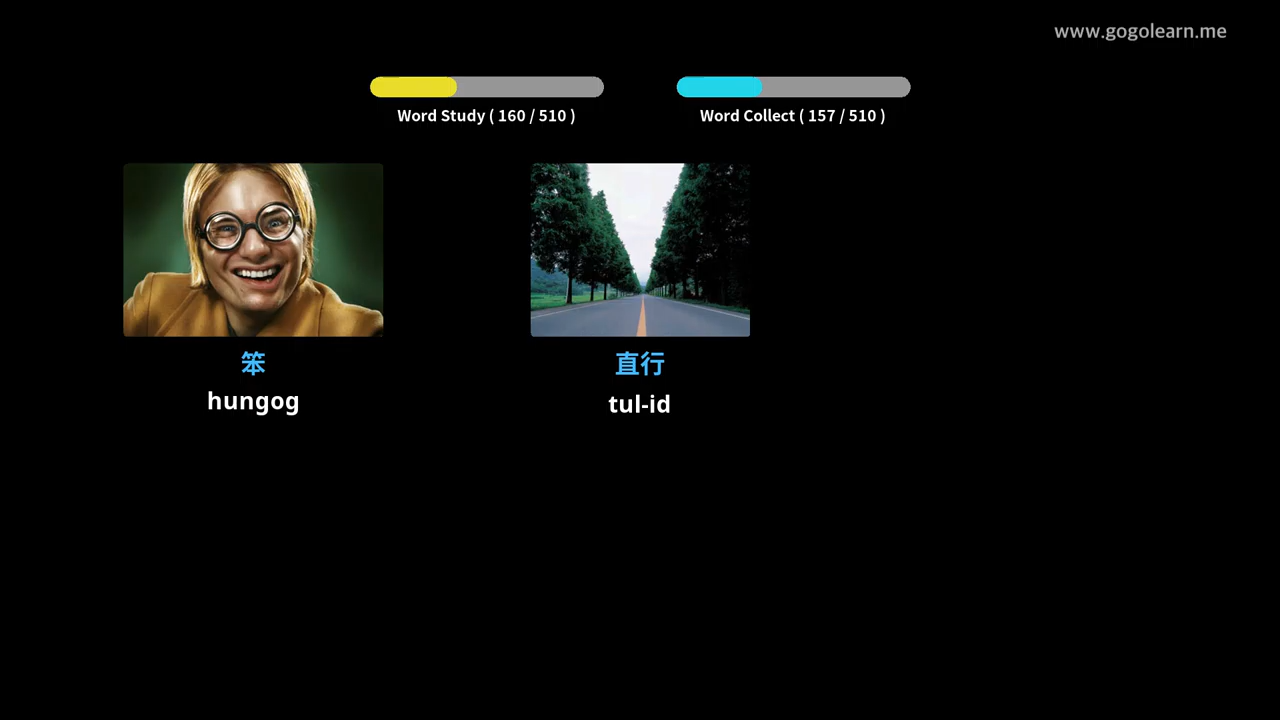 www.gogolearn.me
Word Study ( 160 / 510 )
Word Collect ( 157 / 510 )
笨
hungog
直行
tul-id